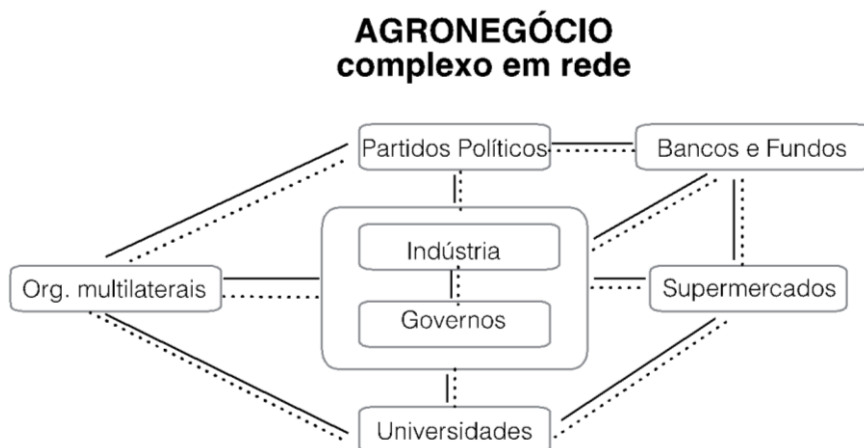 AGRONEGÓCIO
complexo em rede
Partidos Políticos
Bancos e Fundos
Indústria
Org. multilaterais
Supermercados
Governos
Universidades